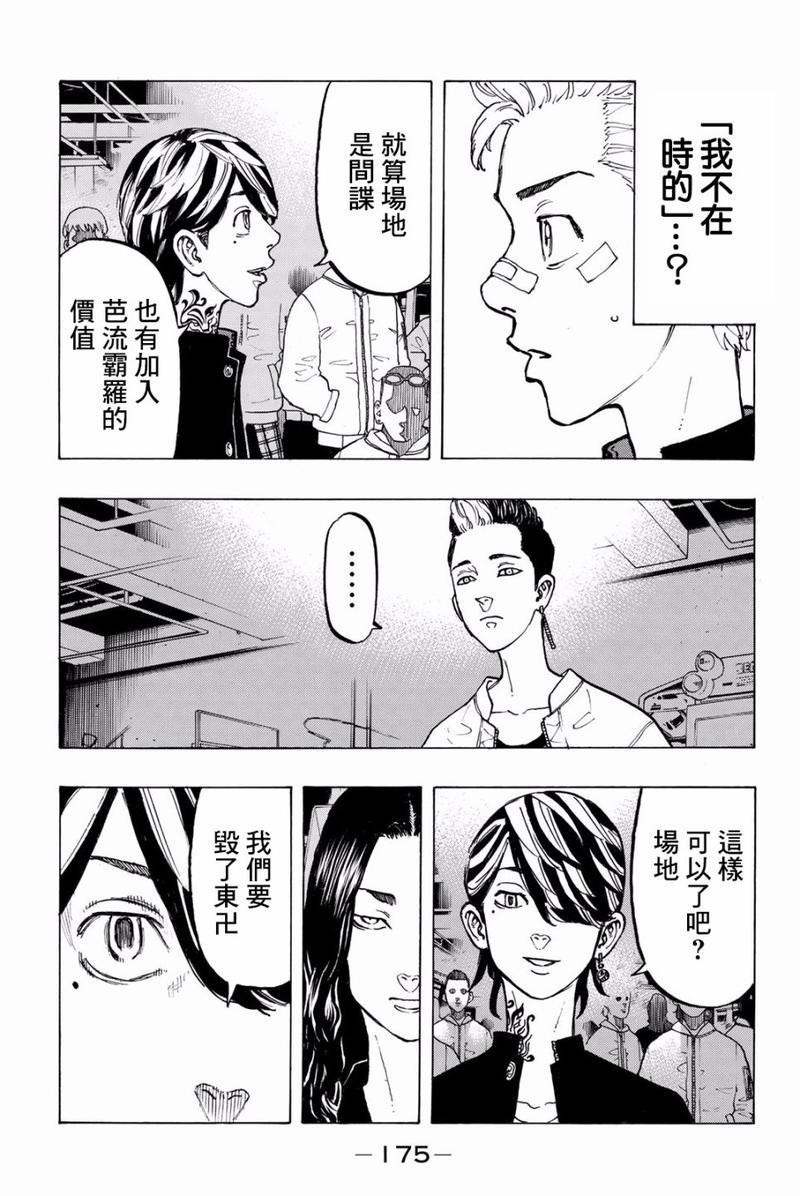 「我不在
時的」…?
就算場地
是間諜
也有加入
芭流霸羅的
價值
……
這樣
可以了吧?
場地
我們要
毀了東卍
—175—